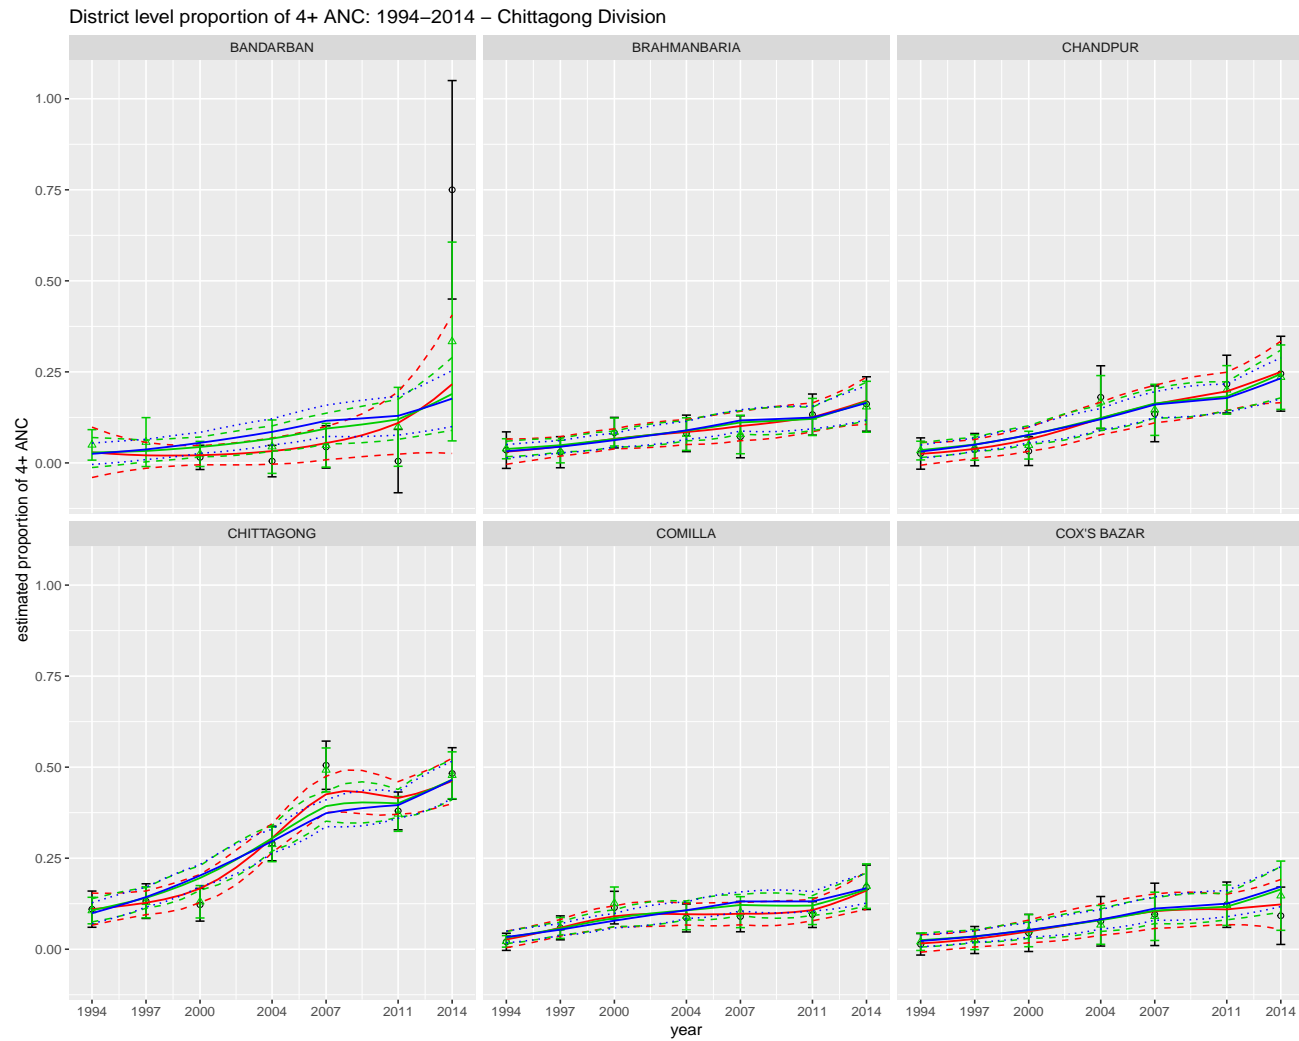 District level proportion of 4+ ANC: 1994−2014 − Chittagong Division
BANDARBAN
BRAHMANBARIA
CHANDPUR
1.00
0.75
0.50
0.25
0.00
CHITTAGONG
COMILLA
COX'S BAZAR
1.00
0.75
0.50
0.25
0.00
estimated proportion of 4+ ANC
1994 1997 2000 2004 2007 2011 2014
1994 1997 2000 2004 2007 2011 2014
1994 1997 2000 2004 2007 2011 2014
year